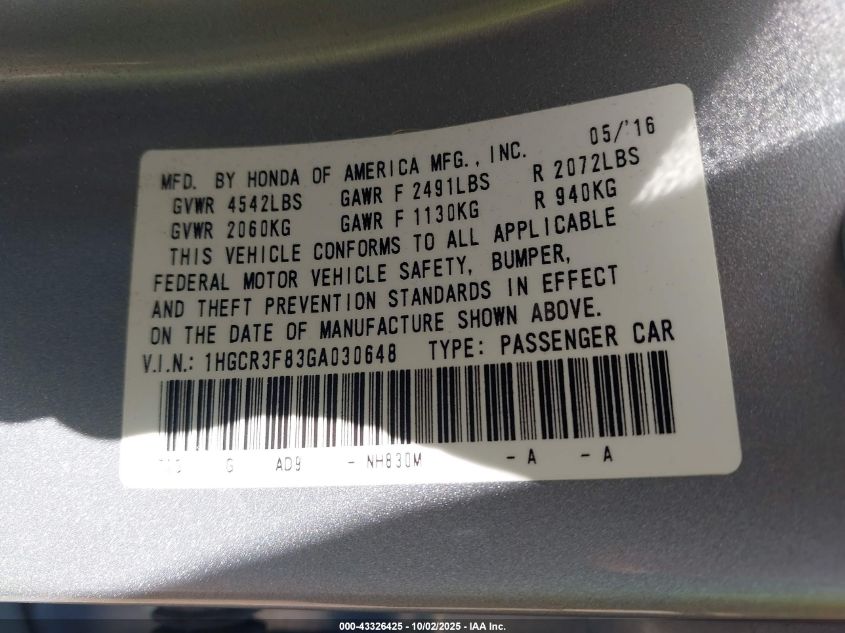 05/'16
MFD. BY HONDA OF AMERICA MFG., INC.
GVWR 4542LBS GAWR F 2491LBS R 2072LBS
GVWR 2060KG GAWR F 1130KG R 940KG
THIS VEHICLE CONFORMS TO ALL APPLICABLE
FEDERAL MOTOR VEHICLE SAFETY, BUMPER,
AND THEFT PREVENTION STANDARDS IN EFFECT
ON THE DATE OF MANUFACTURE SHOWN ABOVE.
V.I.N.: 1HGCR3F83GA030648 TYPE: PASSENGER CAR
G AD9 - NH830M - A - A
000-43326425 - 10/02/2025 - IAA Inc.